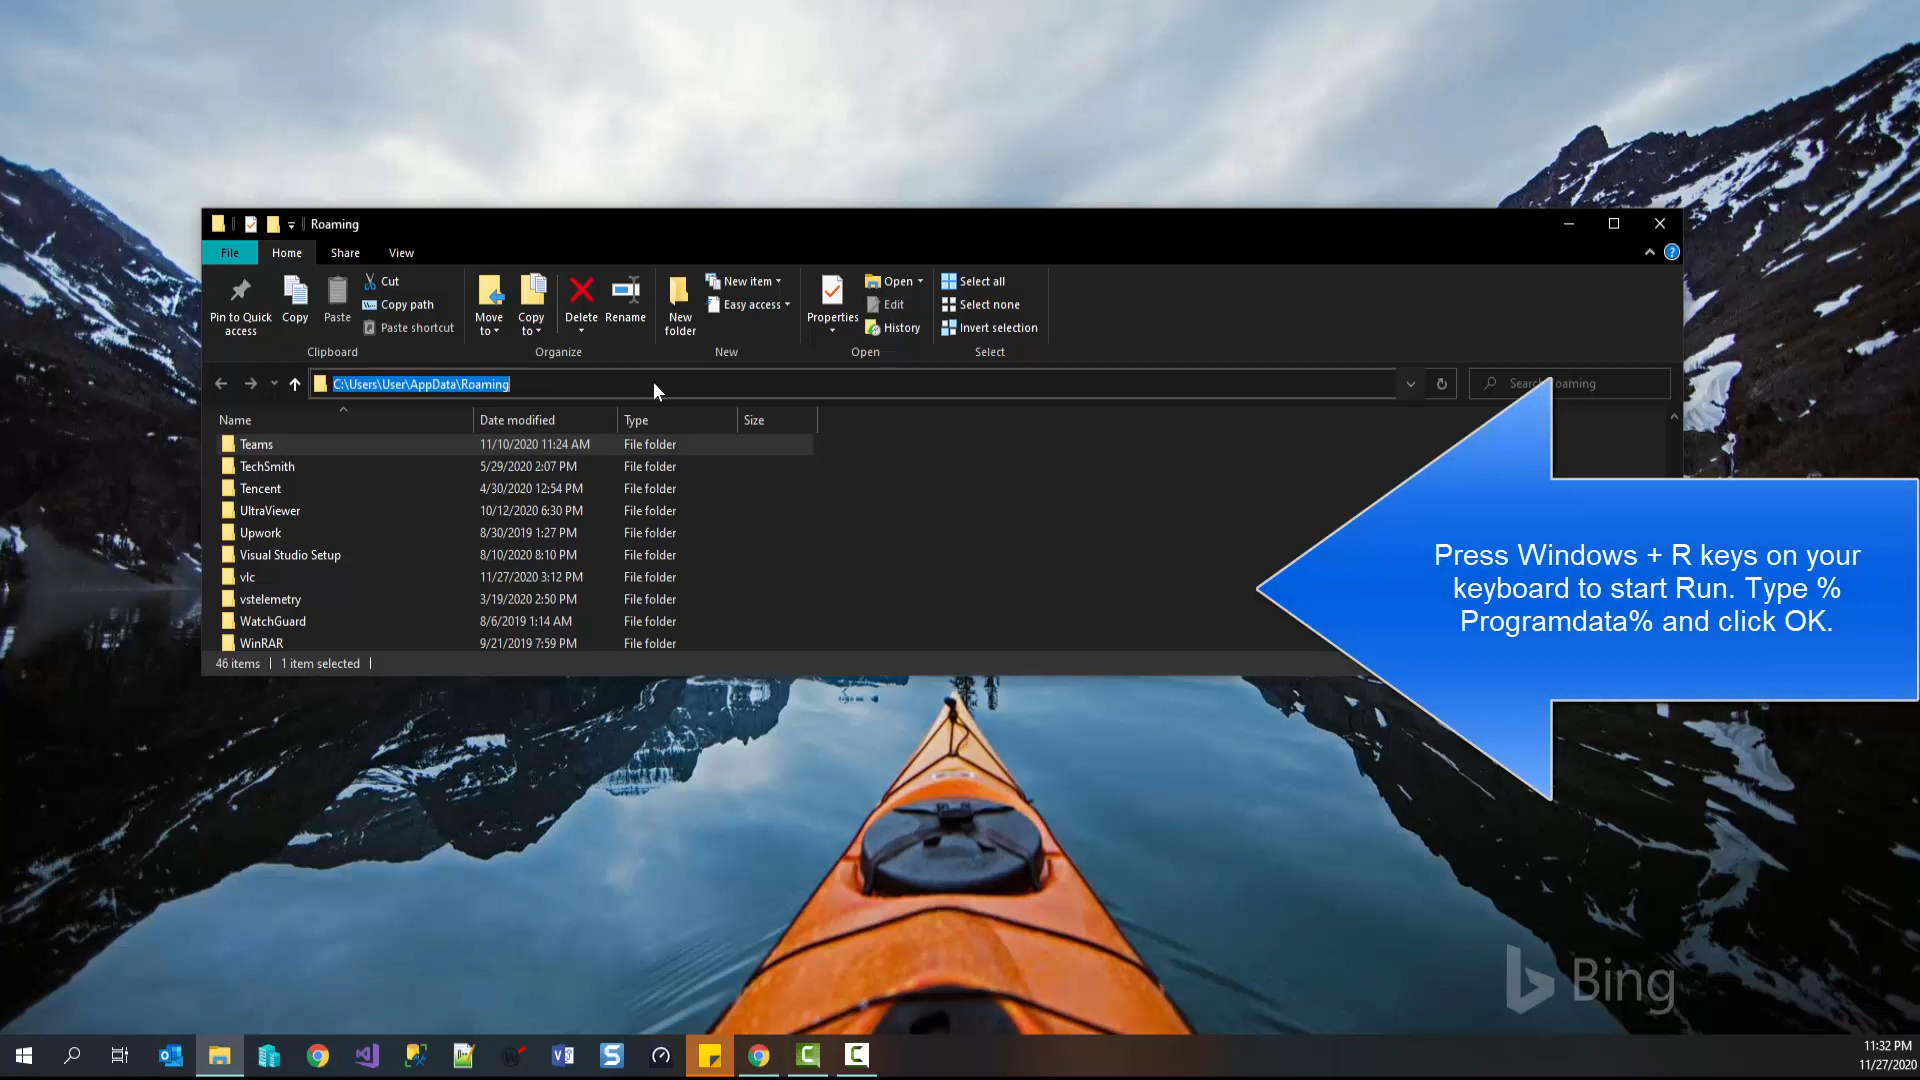 Roaming
File Home Share View
Pin to Quick access
Copy
Paste
Cut
Copy path
Paste shortcut
Clipboard
Move to
Copy to
Delete
Rename
Organize
New folder
New item
Easy access
New
Properties
Open
Edit
History
Open
Select all
Select none
Invert selection
Select
C:\Users\User\AppData\Roaming
Name Date modified Type Size
Teams 11/10/2020 11:24 AM File folder
TechSmith 5/29/2020 2:07 PM File folder
Tencent 4/30/2020 12:54 PM File folder
UltraViewer 10/12/2020 6:30 PM File folder
Upwork 8/30/2019 1:27 PM File folder
Visual Studio Setup 8/10/2020 8:10 PM File folder
vlc 11/27/2020 3:12 PM File folder
vstelemetry 3/19/2020 2:50 PM File folder
WatchGuard 8/6/2019 1:14 AM File folder
WinRAR 9/21/2019 7:59 PM File folder
46 items 1 item selected
Press Windows + R keys on your
keyboard to start Run. Type %
Programdata% and click OK.
Bing
11:32 PM
11/27/2020